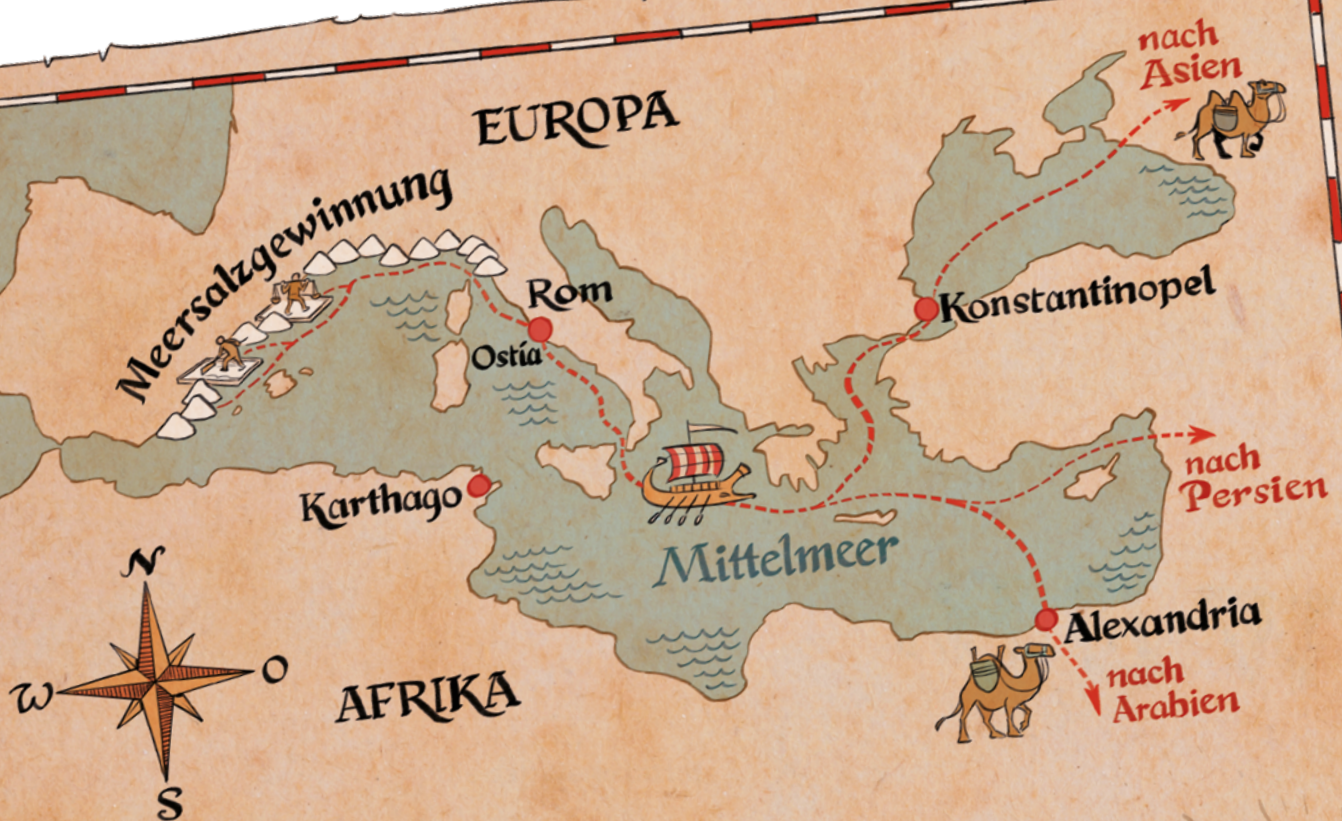 nach
Asien
EUROPA
Meersalzgewinnung
Rom
Konstantinopel
Ostia
nach
Persien
Karthago
Mittelmeer
N
Alexandria
W
O
AFRIKA
nach
Arabien
S